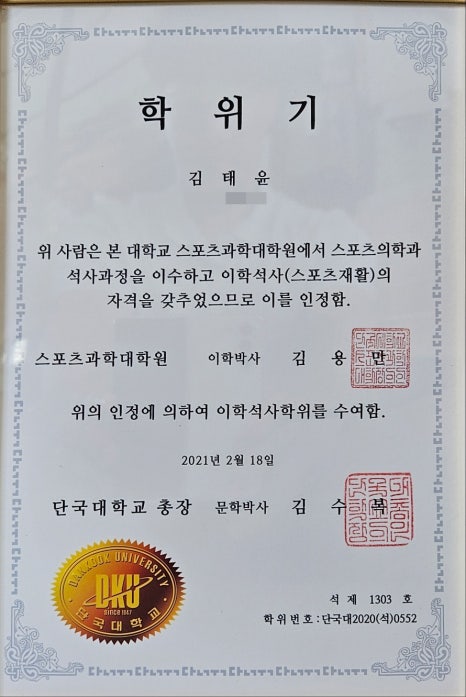 학 위 기
김 태 윤
위 사람은 본 대학교 스포츠과학대학원에서 스포츠의학과
석사과정을 이수하고 이학석사(스포츠재활)의
자격을 갖추었으므로 이를 인정함.
스포츠과학대학원 이학박사 김 용 만
위의 인정에 의하여 이학석사학위를 수여함.
2021년 2월 18일
단국대학교 총장 문학박사 김 수 복
DANKOOK UNIVERSITY
DKU
SINCE 1947
단국대학교
석 제 1303 호
학위번호 : 단국대2020(석)0552